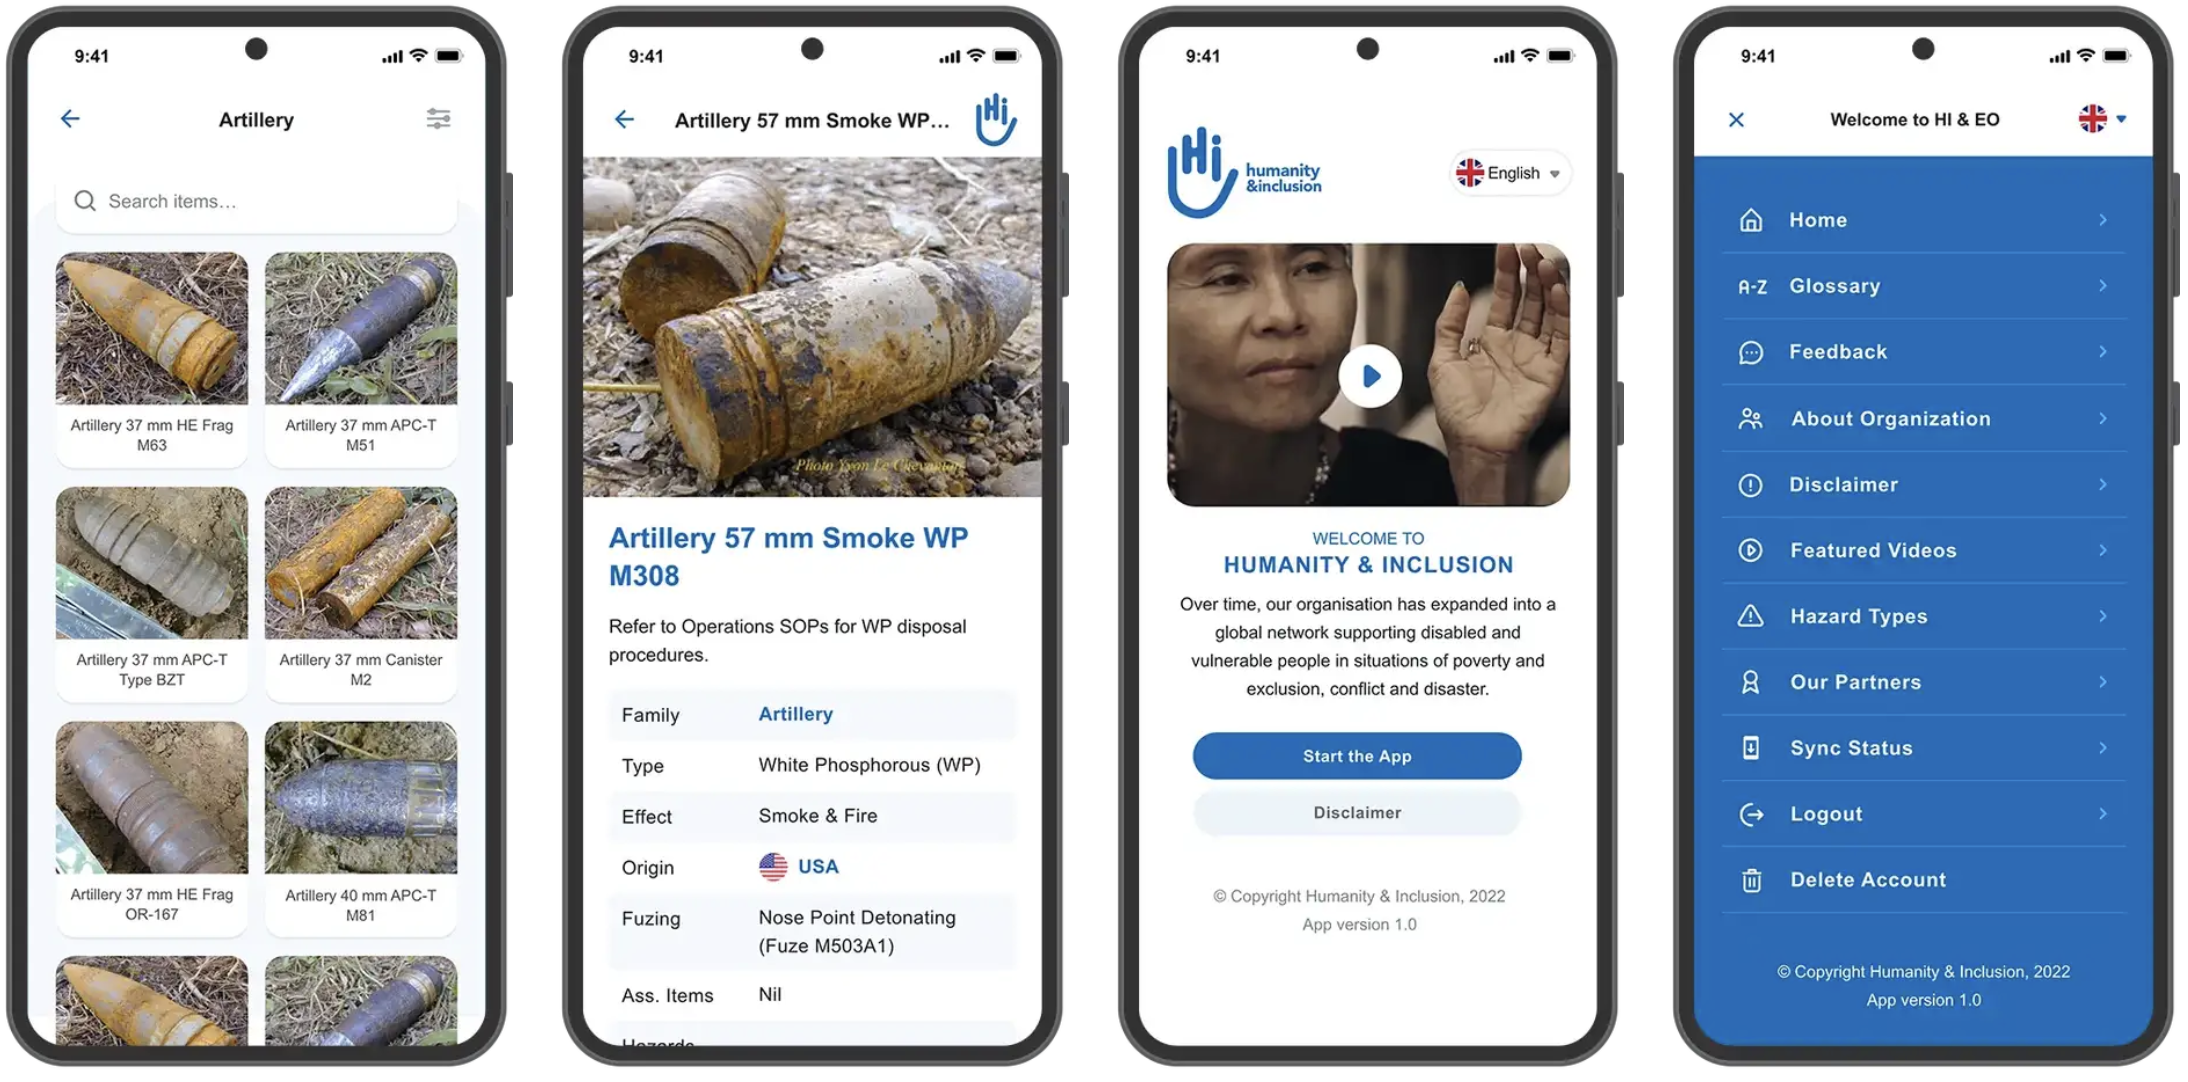 9:41
Artillery
Search items...
Artillery 37 mm HE Frag
M63
Artillery 37 mm APC-T
M51
Artillery 37 mm APC-T
Type BZT
Artillery 37 mm Canister
M2
Artillery 37 mm HE Frag
OR-167
Artillery 40 mm APC-T
M81
9:41
Artillery 57 mm Smoke WP...
Hi
Photo Yvon Le Chevanton
Artillery 57 mm Smoke WP
M308
Refer to Operations SOPs for WP disposal
procedures.
Family Artillery
Type White Phosphorous (WP)
Effect Smoke & Fire
Origin USA
Fuzing Nose Point Detonating
(Fuze M503A1)
Ass. Items Nil
Hazards
9:41
Hi humanity
&inclusion
English
WELCOME TO
HUMANITY & INCLUSION
Over time, our organisation has expanded into a
global network supporting disabled and
vulnerable people in situations of poverty and
exclusion, conflict and disaster.
Start the App
Disclaimer
© Copyright Humanity & Inclusion, 2022
App version 1.0
9:41
Welcome to HI & EO
Home
A-Z Glossary
Feedback
About Organization
Disclaimer
Featured Videos
Hazard Types
Our Partners
Sync Status
Logout
Delete Account
© Copyright Humanity & Inclusion, 2022
App version 1.0